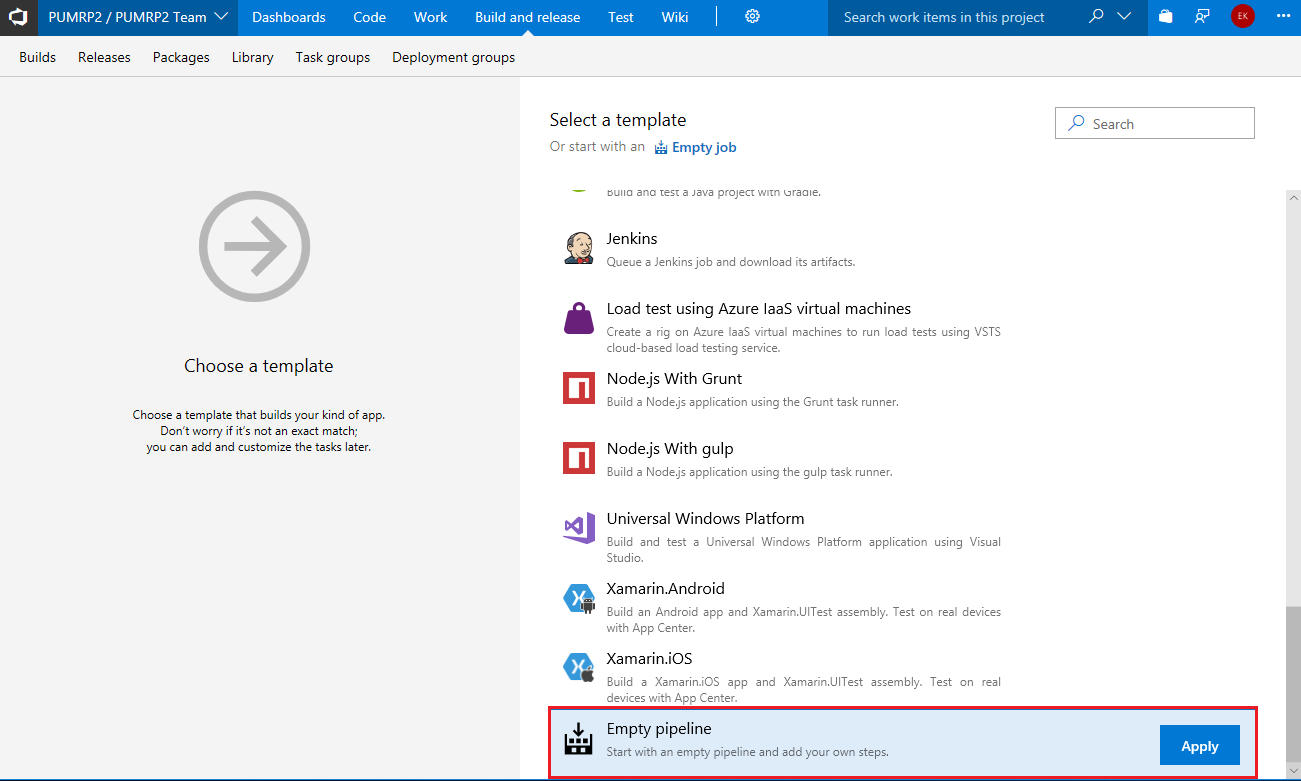 PUMRP2 / PUMRP2 Team Dashboards Code Work Build and release Test Wiki Search work items in this project EK
Builds Releases Packages Library Task groups Deployment groups
Choose a template
Choose a template that builds your kind of app.
Don't worry if it's not an exact match;
you can add and customize the tasks later.
Select a template
Search
Or start with an Empty job
Build and test a Java project with Gradle.
Jenkins
Queue a Jenkins job and download its artifacts.
Load test using Azure IaaS virtual machines
Create a rig on Azure IaaS virtual machines to run load tests using VSTS
cloud-based load testing service.
Node.js With Grunt
Build a Node.js application using the Grunt task runner.
Node.js With gulp
Build a Node.js application using the gulp task runner.
Universal Windows Platform
Build and test a Universal Windows Platform application using Visual
Studio.
Xamarin.Android
Build an Android app and Xamarin.UITest assembly. Test on real devices
with App Center.
Xamarin.iOS
Build a Xamarin.iOS app and Xamarin.UITest assembly. Test on real
devices with App Center.
Empty pipeline
Start with an empty pipeline and add your own steps.
Apply